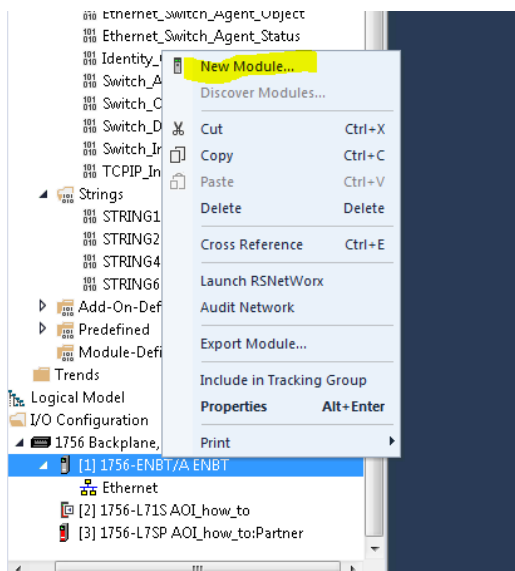 Ethernet_Switch_Agent_Object
Ethernet_Switch_Agent_Status
Identity_
New Module...
Switch_A
Discover Modules...
Switch_C
Switch_D
Cut Ctrl+X
Switch_In
Copy Ctrl+C
TCPIP_In
Paste Ctrl+V
Strings
Delete Delete
STRING1
STRING2
Cross Reference Ctrl+E
STRING4
Launch RSNetWorx
STRING6
Add-On-Def
Audit Network
Predefined
Export Module...
Module-Defi
Trends
Include in Tracking Group
Logical Model
Properties Alt+Enter
I/O Configuration
1756 Backplane,
Print
[1] 1756-ENBT/A ENBT
Ethernet
[2] 1756-L71S AOI_how_to
[3] 1756-L7SP AOI_how_to:Partner